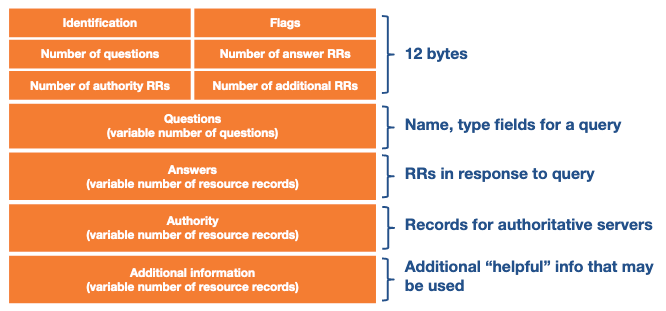 Identification
Flags
Number of questions
Number of answer RRs
12 bytes
Number of authority RRs
Number of additional RRs
Questions
(variable number of questions)
Name, type fields for a query
Answers
(variable number of resource records)
RRs in response to query
Authority
(variable number of resource records)
Records for authoritative servers
Additional information
(variable number of resource records)
Additional “helpful” info that may
be used